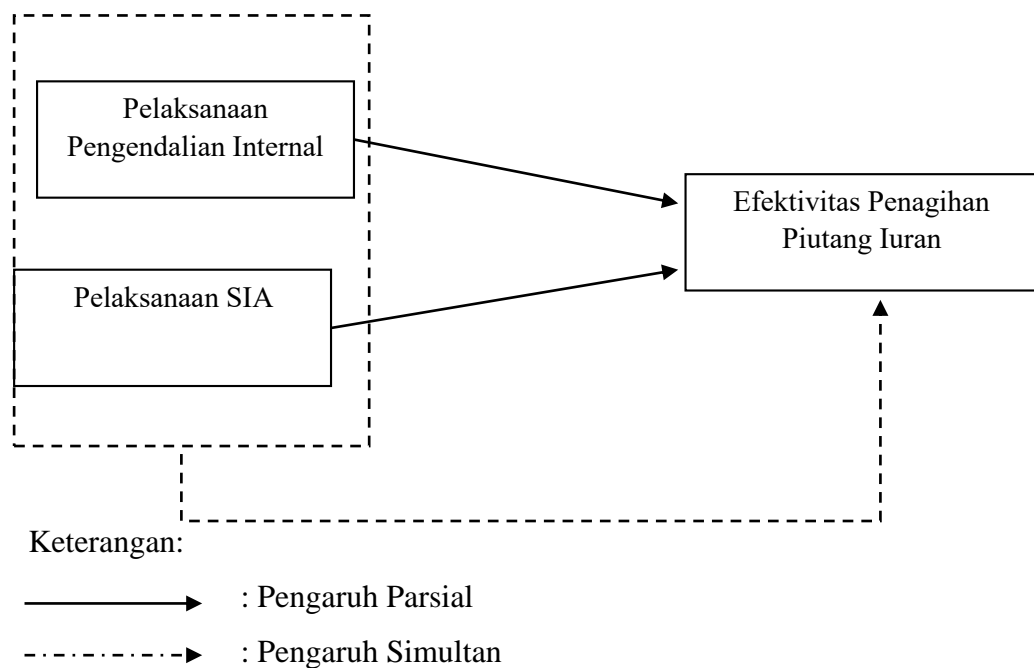 Pelaksanaan
Pengendalian Internal
Efektivitas Penagihan
Piutang Iuran
Pelaksanaan SIA
Keterangan:
: Pengaruh Parsial
: Pengaruh Simultan